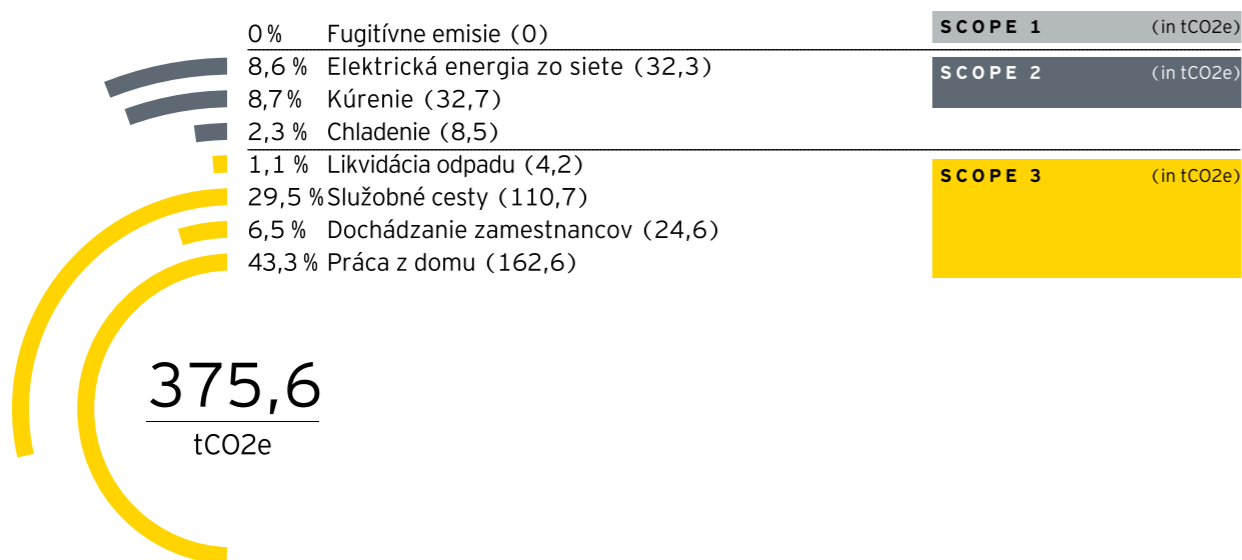 0 % Fugitívne emisie (0)
SCOPE 1 (in tCO2e)
8,6 % Elektrická energia zo siete (32,3)
SCOPE 2 (in tCO2e)
8,7 % Kúrenie (32,7)
2,3 % Chladenie (8,5)
1,1 % Likvidácia odpadu (4,2)
SCOPE 3 (in tCO2e)
29,5 % Služobné cesty (110,7)
6,5 % Dochádzanie zamestnancov (24,6)
43,3 % Práca z domu (162,6)
375,6
tCO2e